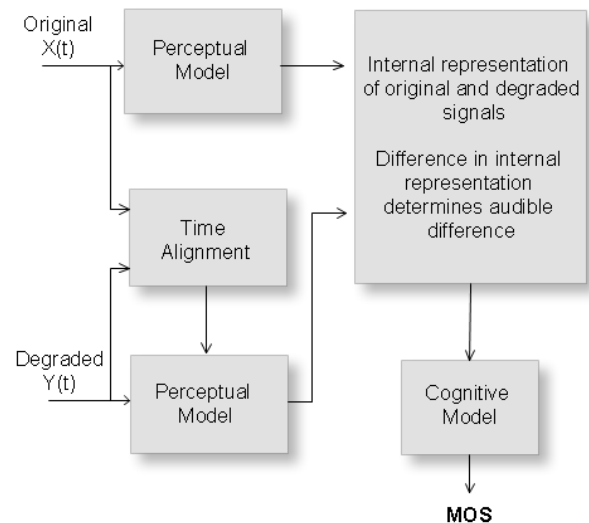 Original
X(t)
Perceptual
Model
Internal representation
of original and degraded
signals
Difference in internal
representation
determines audible
difference
Time
Alignment
Degraded
Y(t)
Perceptual
Model
Cognitive
Model
MOS